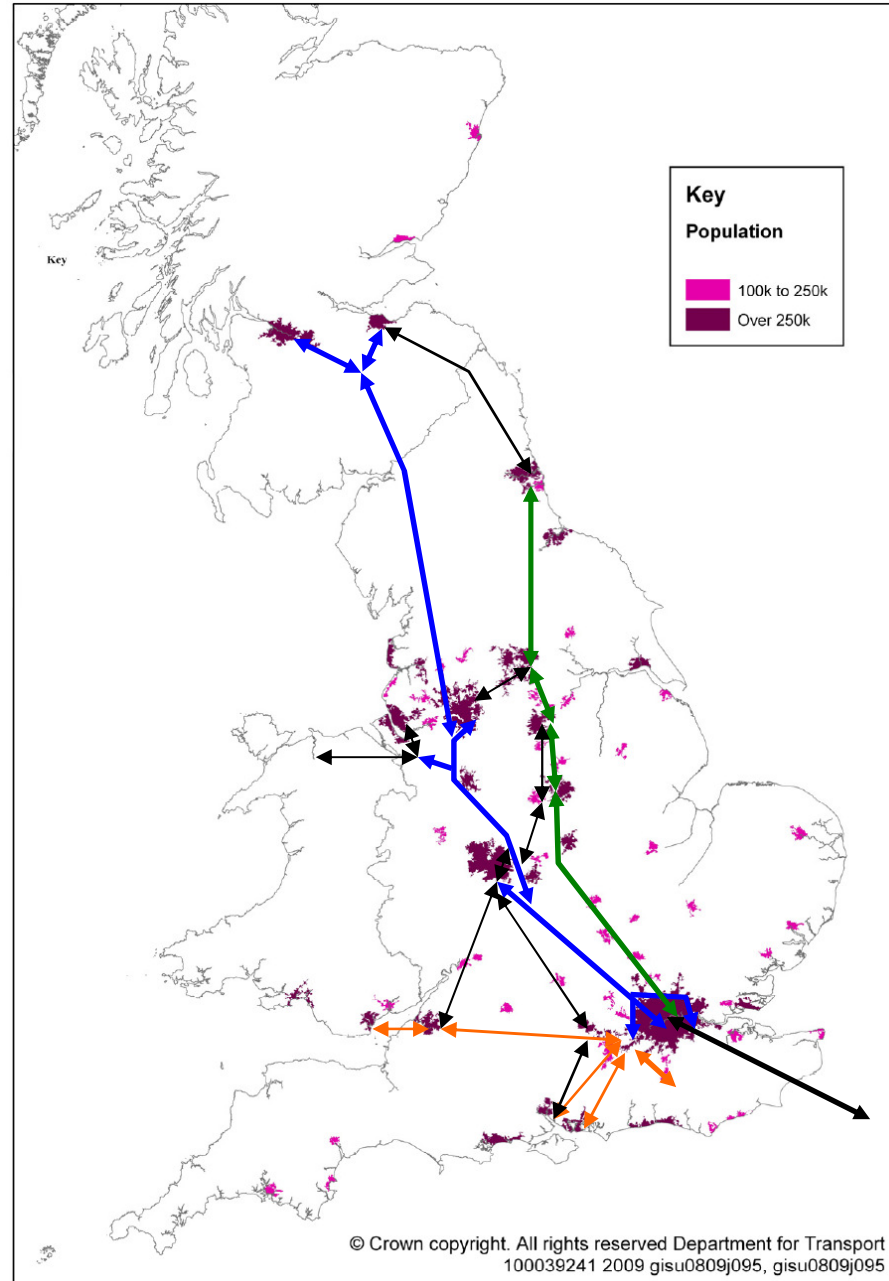 Key
Population
Key
100k to 250k
Over 250k
© Crown copyright. All rights reserved Department for Transport
100039241 2009 gisu0809j095, gisu0809j095